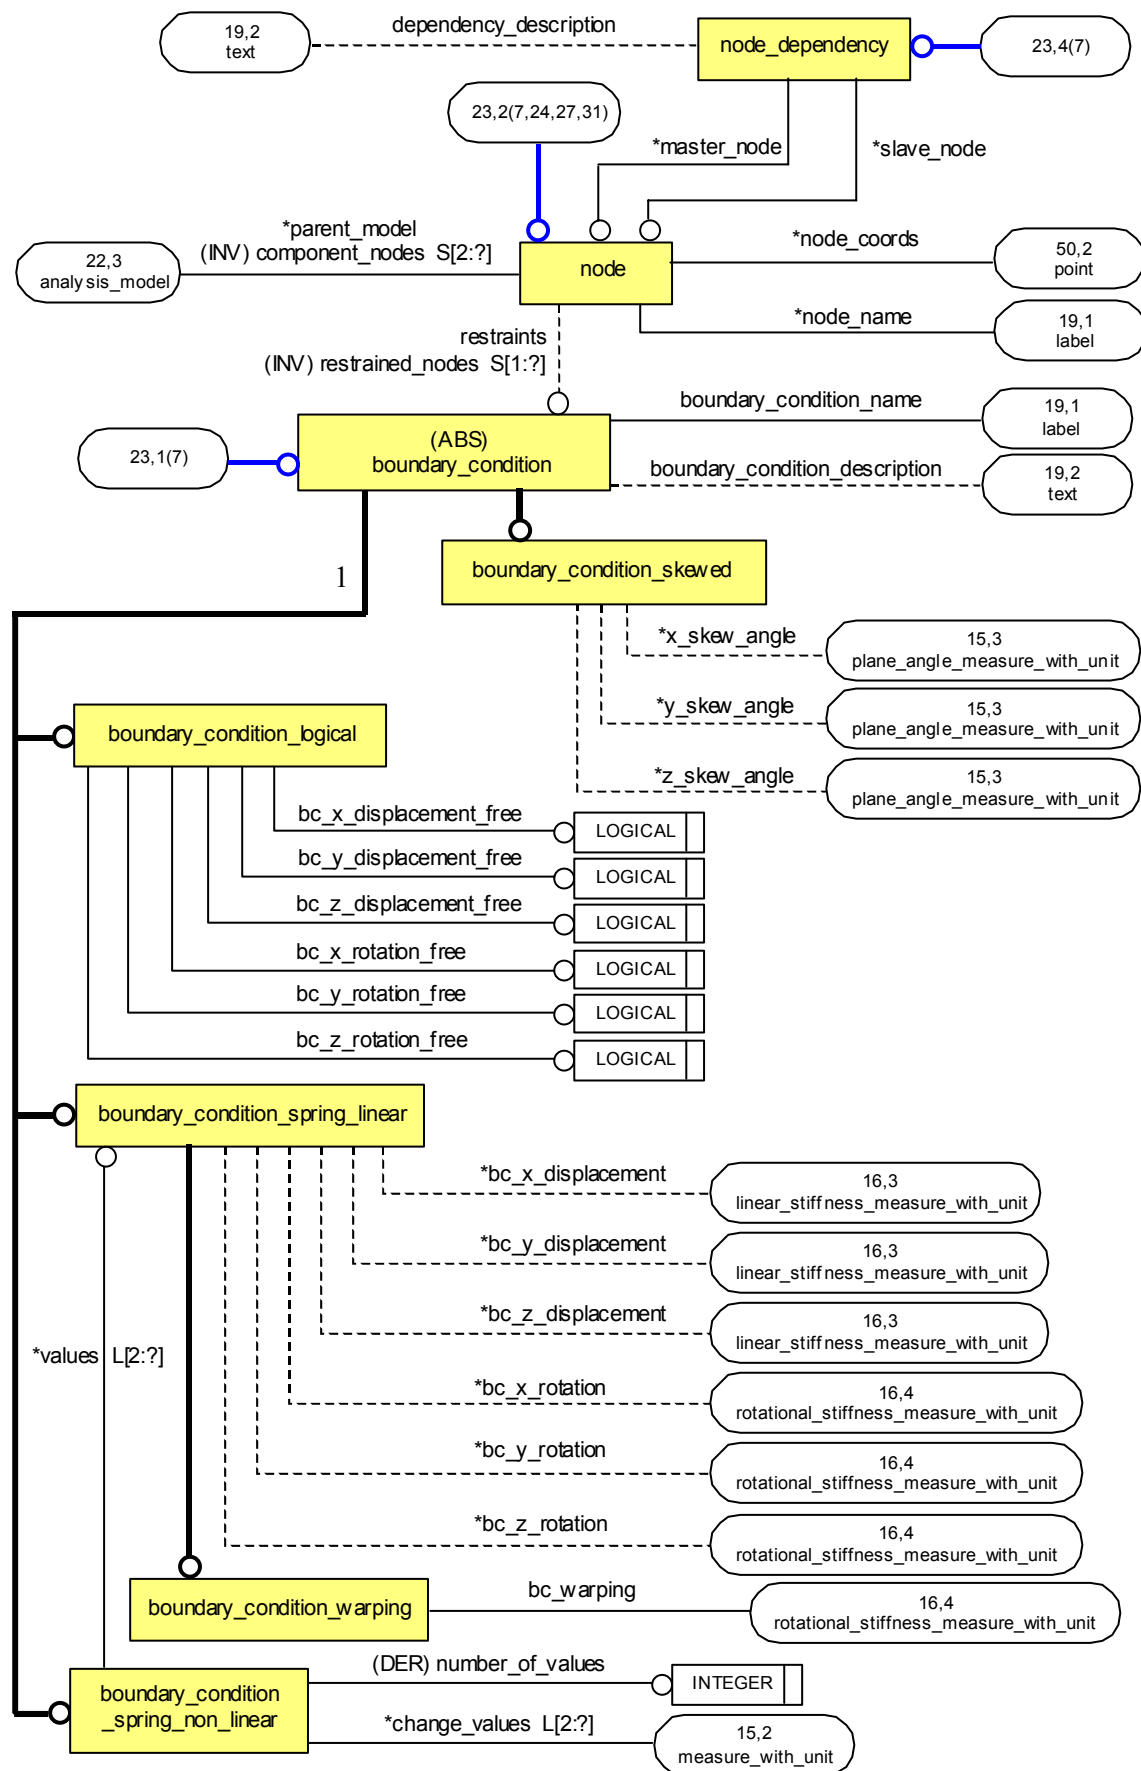 19,2
text
dependency_description
node_dependency
23,4(7)
23,2(7,24,27,31)
*master_node
*slave_node
*parent_model
(INV) component_nodes S[2:?]
22,3
analysis_model
node
*node_coords
50,2
point
*node_name
19,1
label
restraints
(INV) restrained_nodes S[1:?]
boundary_condition_name
19,1
label
23,1(7)
(ABS)
boundary_condition
boundary_condition_description
19,2
text
1
boundary_condition_skewed
*x_skew_angle
15,3
plane_angle_measure_with_unit
*y_skew_angle
15,3
plane_angle_measure_with_unit
*z_skew_angle
15,3
plane_angle_measure_with_unit
boundary_condition_logical
bc_x_displacement_free
LOGICAL
bc_y_displacement_free
LOGICAL
bc_z_displacement_free
LOGICAL
bc_x_rotation_free
LOGICAL
bc_y_rotation_free
LOGICAL
bc_z_rotation_free
LOGICAL
boundary_condition_spring_linear
*bc_x_displacement
16,3
linear_stiffness_measure_with_unit
*bc_y_displacement
16,3
linear_stiffness_measure_with_unit
*bc_z_displacement
16,3
linear_stiffness_measure_with_unit
*values L[2:?]
*bc_x_rotation
16,4
rotational_stiffness_measure_with_unit
*bc_y_rotation
16,4
rotational_stiffness_measure_with_unit
*bc_z_rotation
16,4
rotational_stiffness_measure_with_unit
boundary_condition_warping
bc_warping
16,4
rotational_stiffness_measure_with_unit
boundary_condition
_spring_non_linear
(DER) number_of_values
INTEGER
*change_values L[2:?]
15,2
measure_with_unit